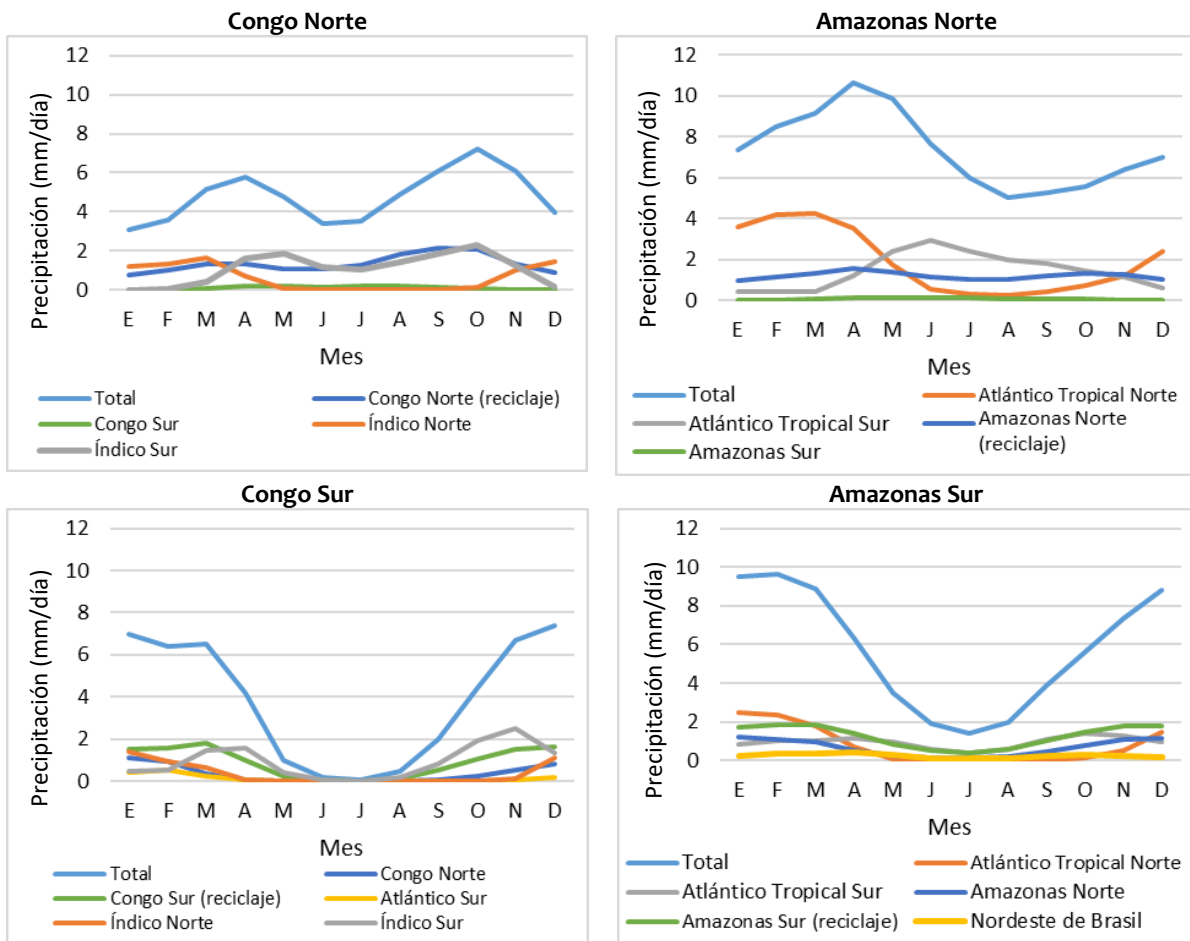 Congo Norte
12
10
8
6
4
2
0
Precipitación (mm/día)
E F M A M J J A S O N D
Mes
Total
Congo Norte (reciclaje)
Congo Sur
Índico Norte
Índico Sur
Amazonas Norte
12
10
8
6
4
2
0
Precipitación (mm/día)
E F M A M J J A S O N D
Mes
Total
Atlántico Tropical Norte
Atlántico Tropical Sur
Amazonas Norte
(reciclaje)
Amazonas Sur
Congo Sur
12
10
8
6
4
2
0
Precipitación (mm/día)
E F M A M J J A S O N D
Mes
Total
Congo Norte
Congo Sur (reciclaje)
Atlántico Sur
Índico Norte
Índico Sur
Amazonas Sur
12
10
8
6
4
2
0
Precipitación (mm/día)
E F M A M J J A S O N D
Mes
Total
Atlántico Tropical Norte
Atlántico Tropical Sur
Amazonas Norte
Amazonas Sur (reciclaje)
Nordeste de Brasil